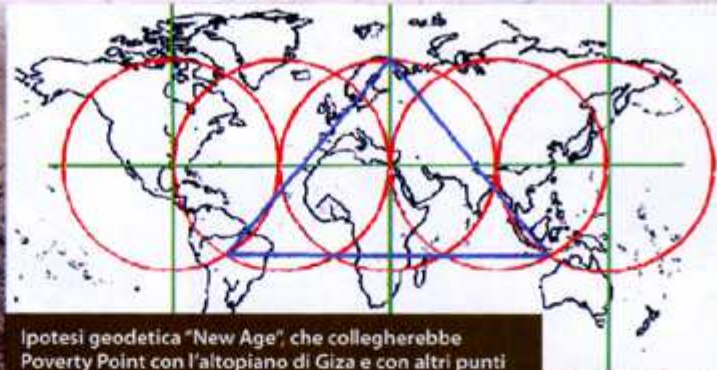 Ipotesi geodetica "New Age", che collegherebbe
Poverty Point con l'altopiano di Giza e con altri punti